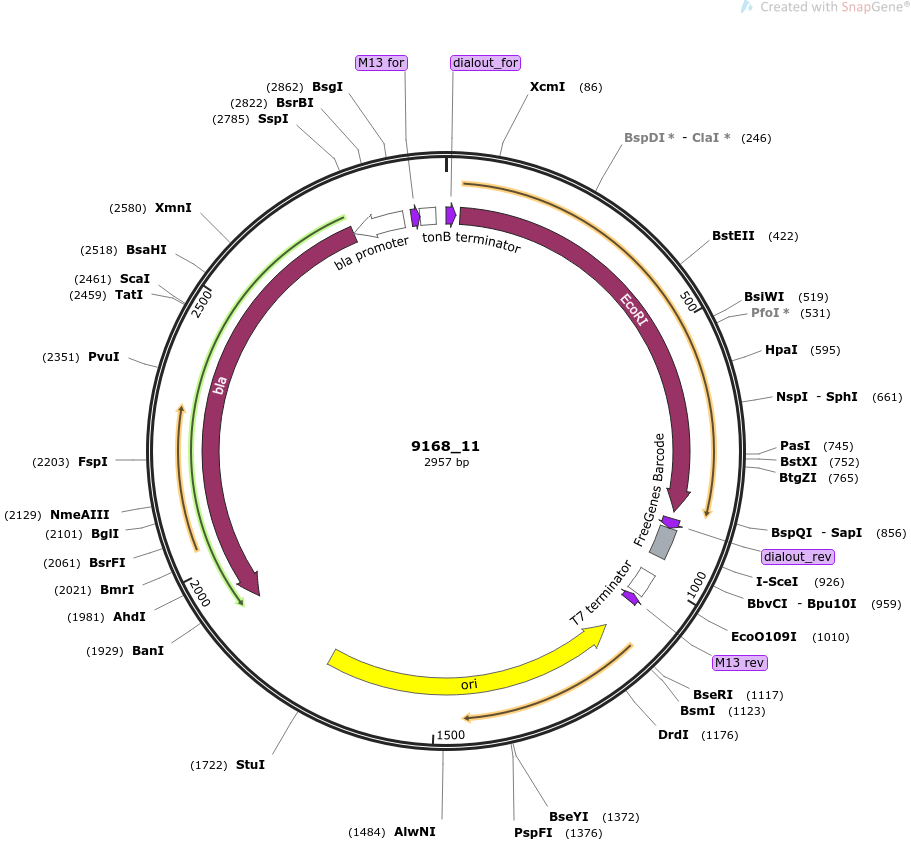 Created with SnapGene®
M13 for
dialout_for
(2862) BsgI
(2822) BsrBI
(2785) SspI
XcmI (86)
BspDI * - ClaI * (246)
(2580) XmnI
(2518) BsaHI
(2461) ScaI
(2459) TatI
(2351) PvuI
(2203) FspI
(2129) NmeAIII
(2101) BglI
(2061) BsrFI
(2021) BmrI
(1981) AhdI
(1929) BanI
(1722) StuI
(1484) AlwNI
BstEII (422)
BsiWI (519)
PfoI * (531)
HpaI (595)
NspI - SphI (661)
PasI (745)
BstXI (752)
BtgZI (765)
BspQI - SapI (856)
dialout_rev
I-SceI (926)
BbvCI - Bpu10I (959)
EcoO109I (1010)
M13 rev
BseRI (1117)
BsmI (1123)
DrdI (1176)
BseYI (1372)
PspFI (1376)
500
1000
1500
2000
2500
bla promoter
tonB terminator
EcoRI
bla
FreeGenes Barcode
T7 terminator
ori
9168_11
2957 bp